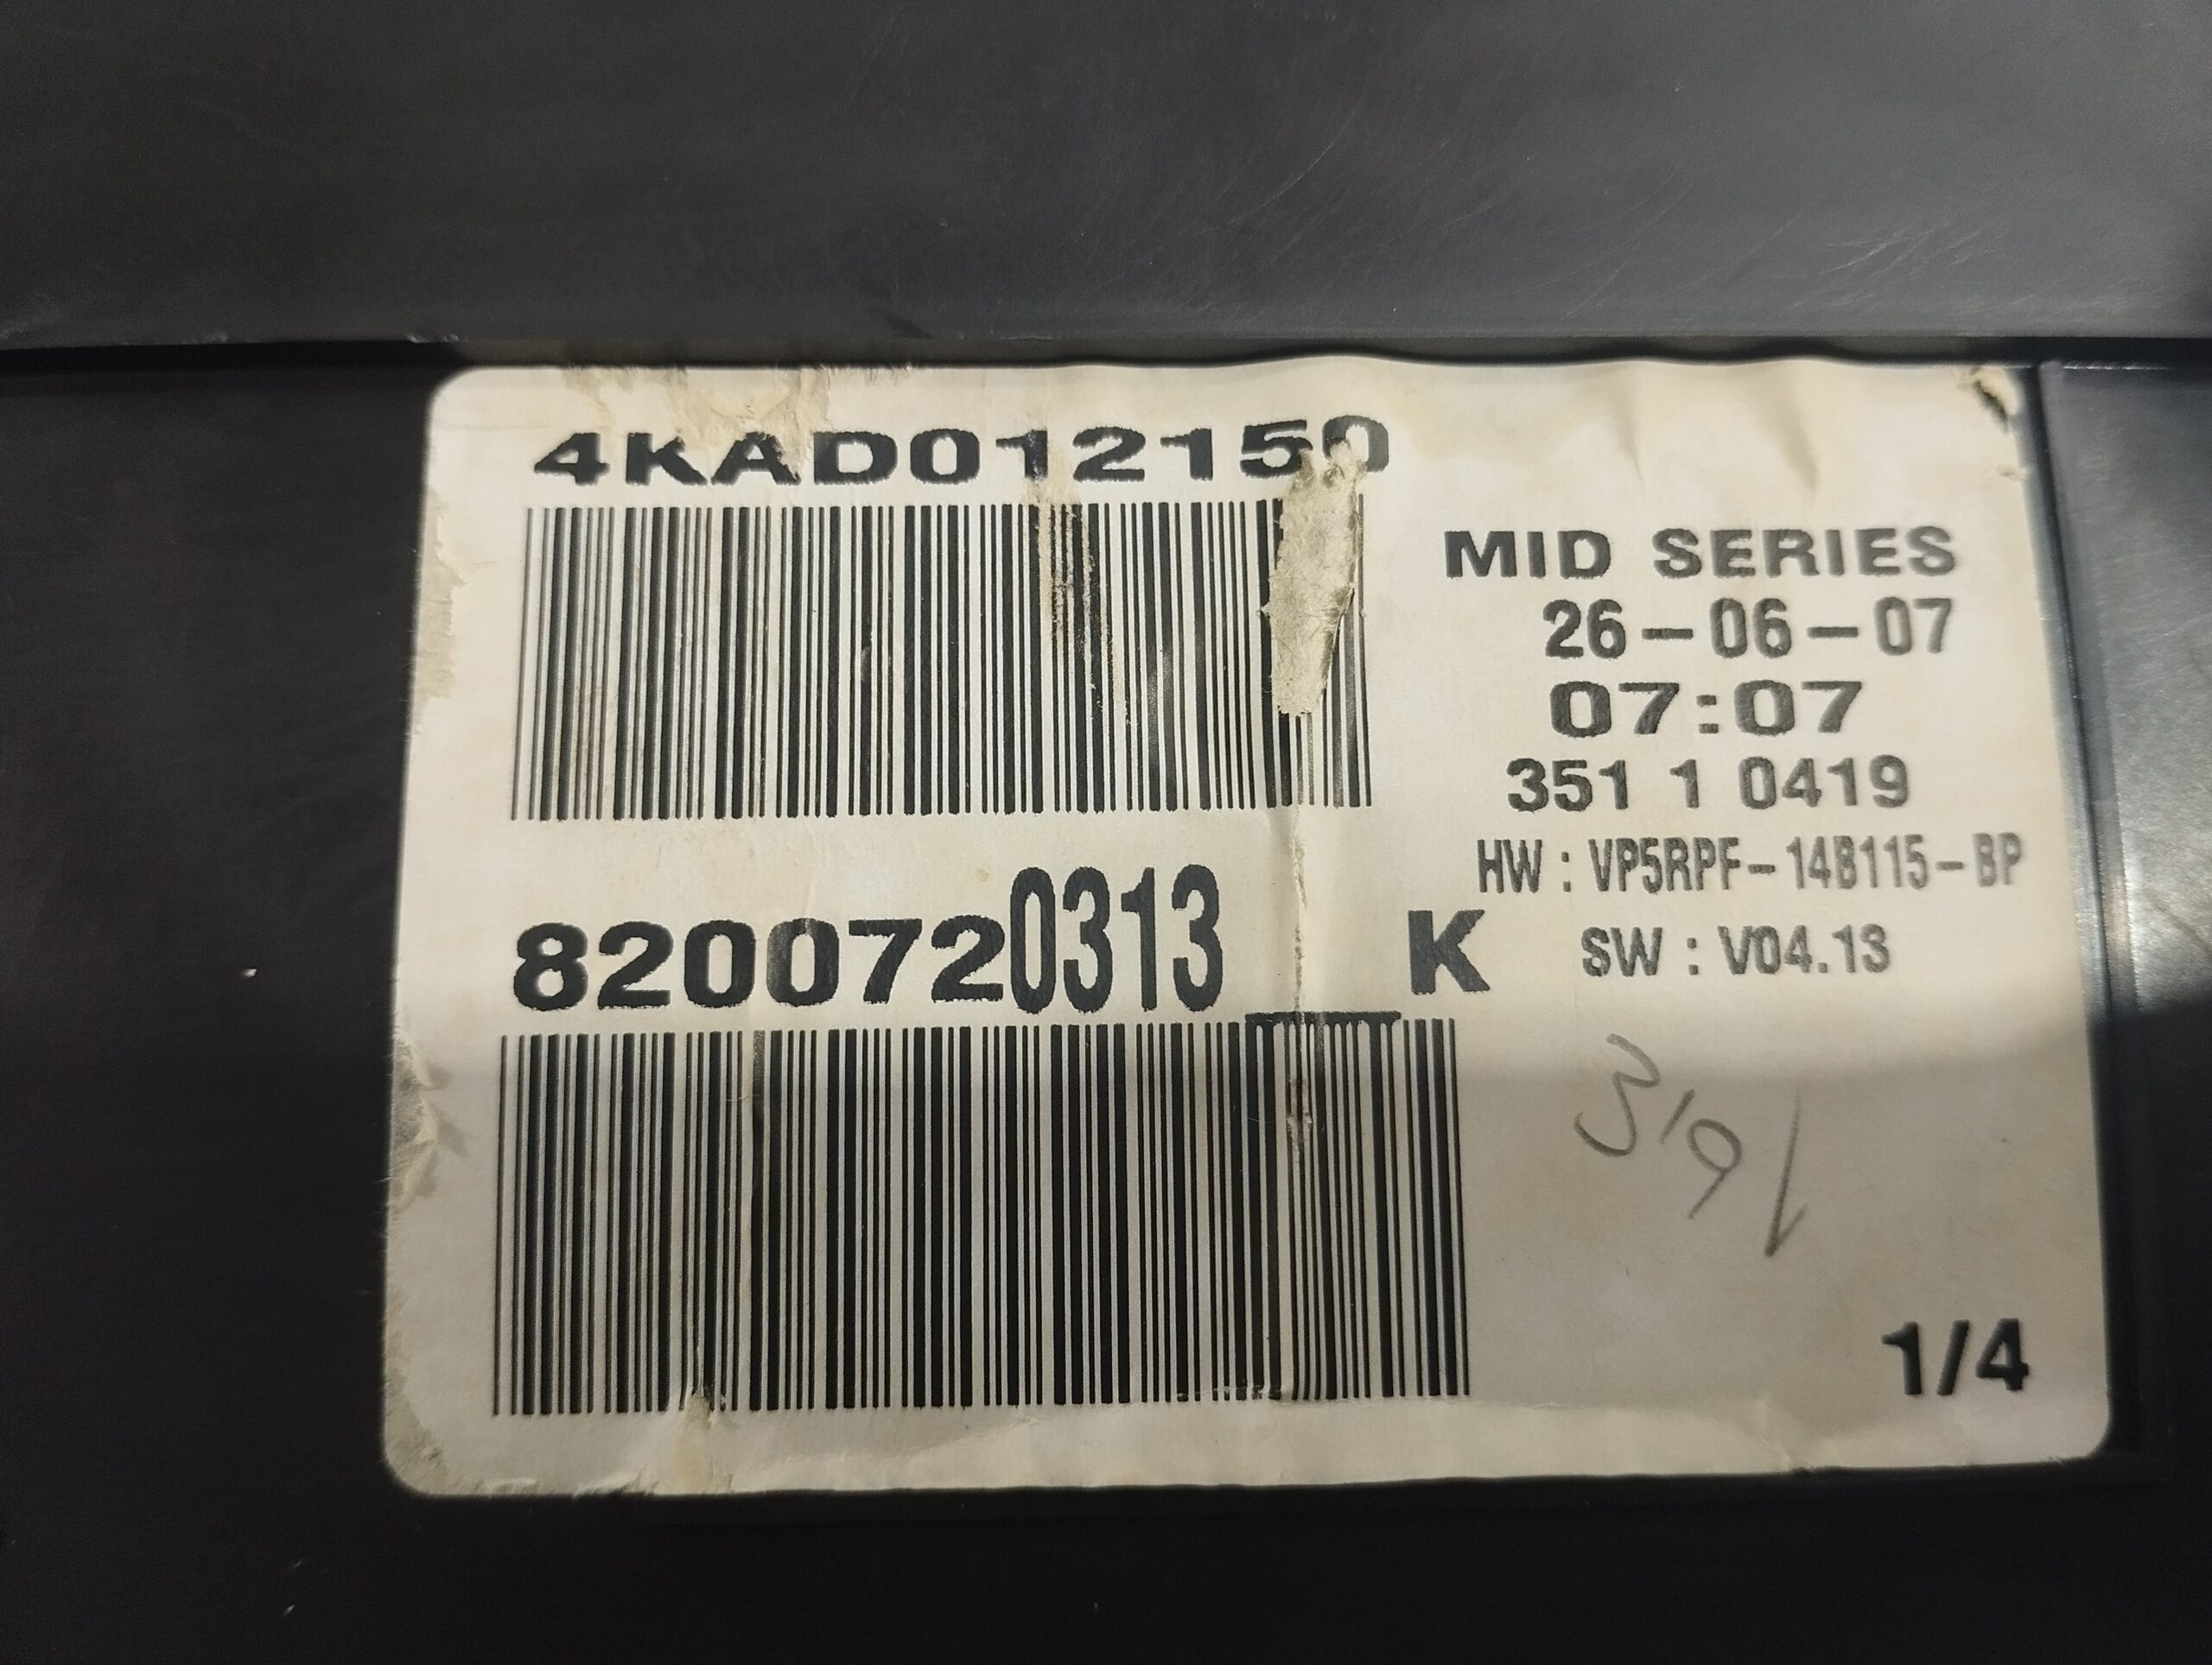 4KAD012150
MID SERIES
26-06-07
07:07
351 1 0419
HW : VP5RPF-14B115-BP
8200720313 K
SW : V04.13
1/4